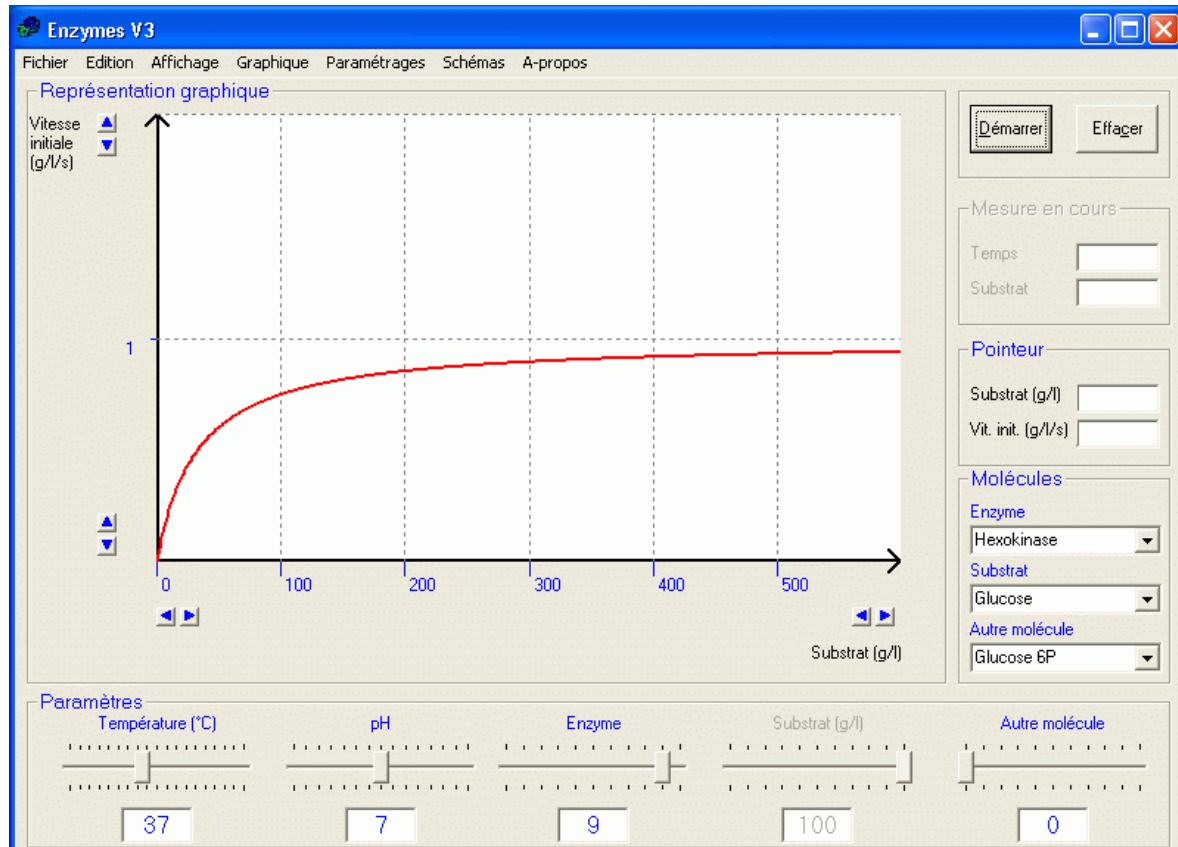 Enzymes V3
Fichier Edition Affichage Graphique Paramétrages Schémas A-propos
Représentation graphique
Vitesse
initiale
(g/l/s)
1
0 100 200 300 400 500
Substrat (g/l)
Démarrer Effacer
Mesure en cours
Temps
Substrat
Pointeur
Substrat (g/l)
Vit. init. (g/l/s)
Molécules
Enzyme
Hexokinase
Substrat
Glucose
Autre molécule
Glucose 6P
Paramètres
Température (°C) pH Enzyme Substrat (g/l) Autre molécule
37 7 9 100 0